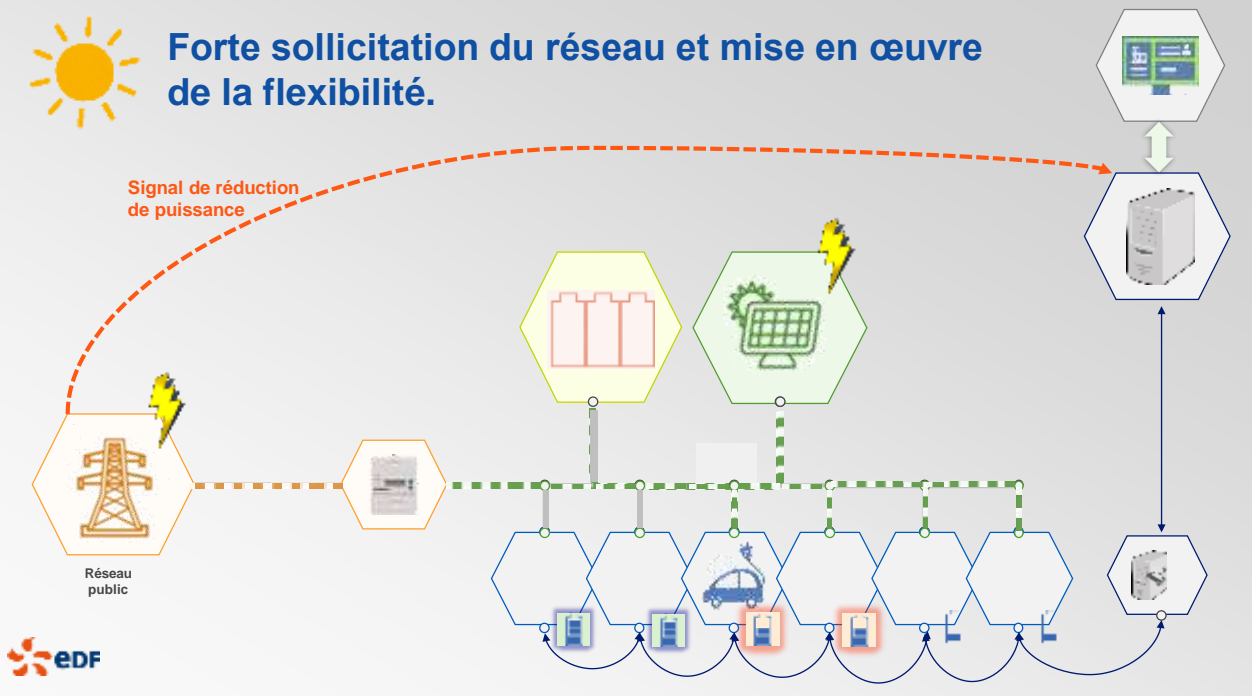 Forte sollicitation du réseau et mise en œuvre
de la flexibilité.
Signal de réduction
de puissance
Réseau
public
eDF